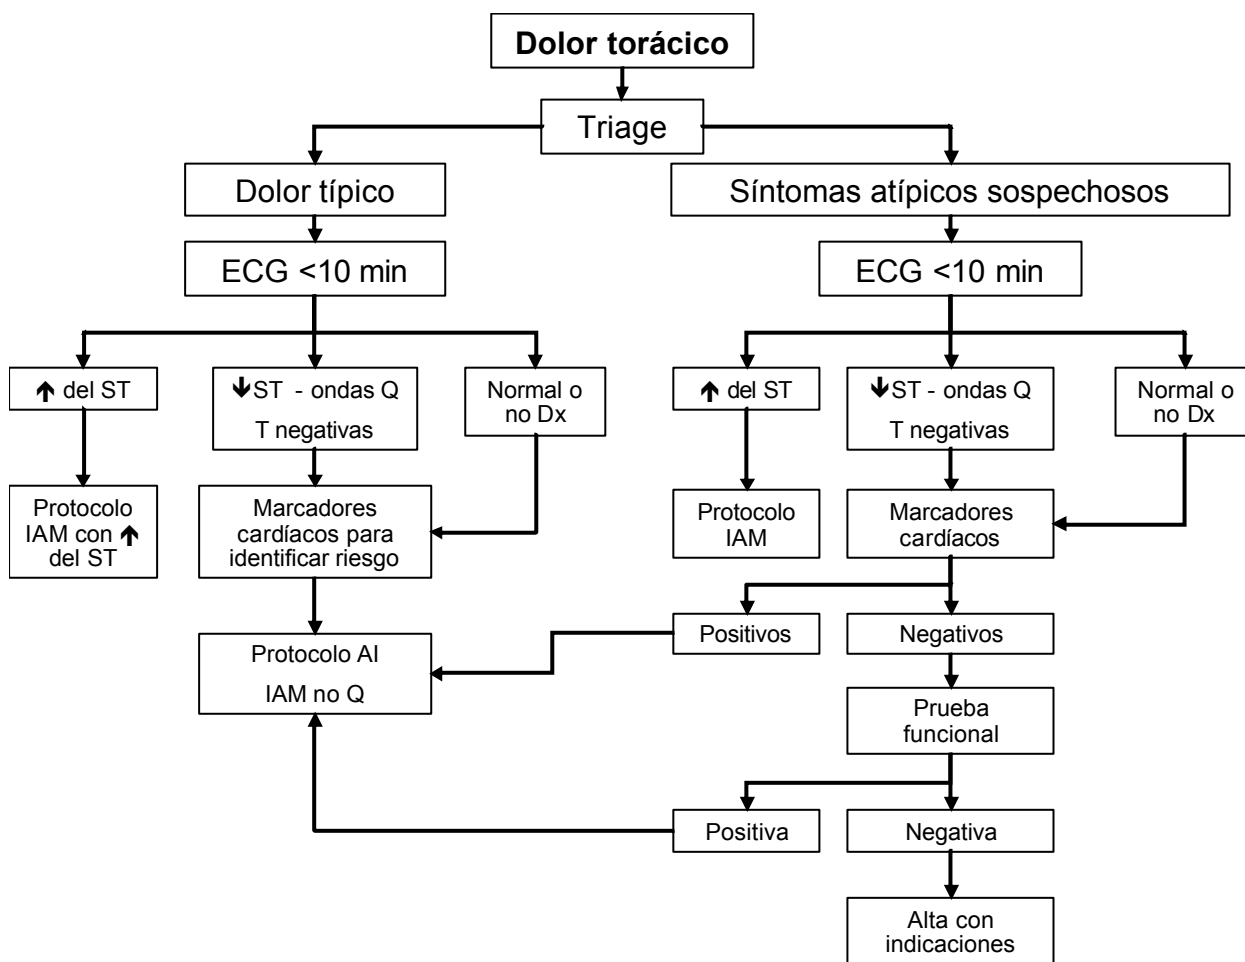 Dolor torácico
Triage
Dolor típico
Síntomas atípicos sospechosos
ECG <10 min
ECG <10 min
↑ del ST
↓ST - ondas Q
T negativas
Normal o
no Dx
↑ del ST
↓ST - ondas Q
T negativas
Normal o
no Dx
Protocolo
IAM con ↑
del ST
Marcadores
cardíacos para
identificar riesgo
Protocolo
IAM
Marcadores
cardíacos
Positivos
Negativos
Protocolo AI
IAM no Q
Prueba
funcional
Positiva
Negativa
Alta con
indicaciones